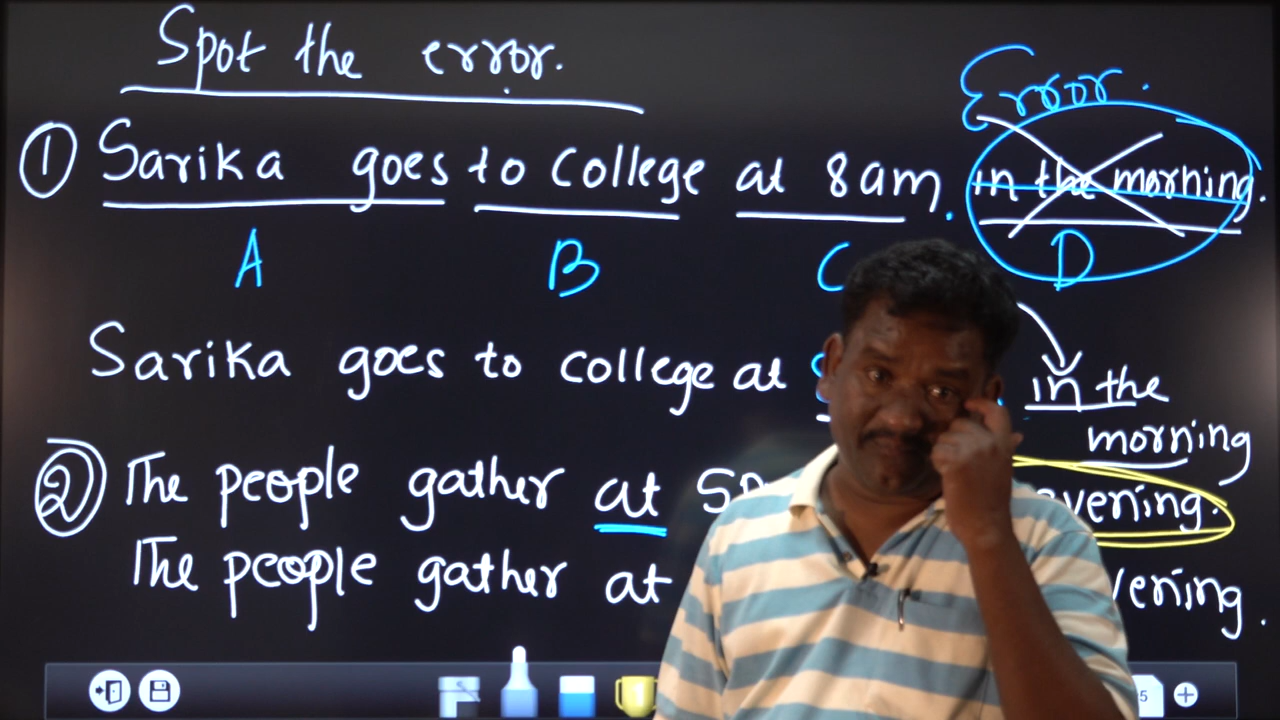 Spot the error.
Error.
① Sarika goes to college at 8am. in the morning.
A B C D
Sarika goes to college at in the
morning
② The people gather at evening.
The people gather at